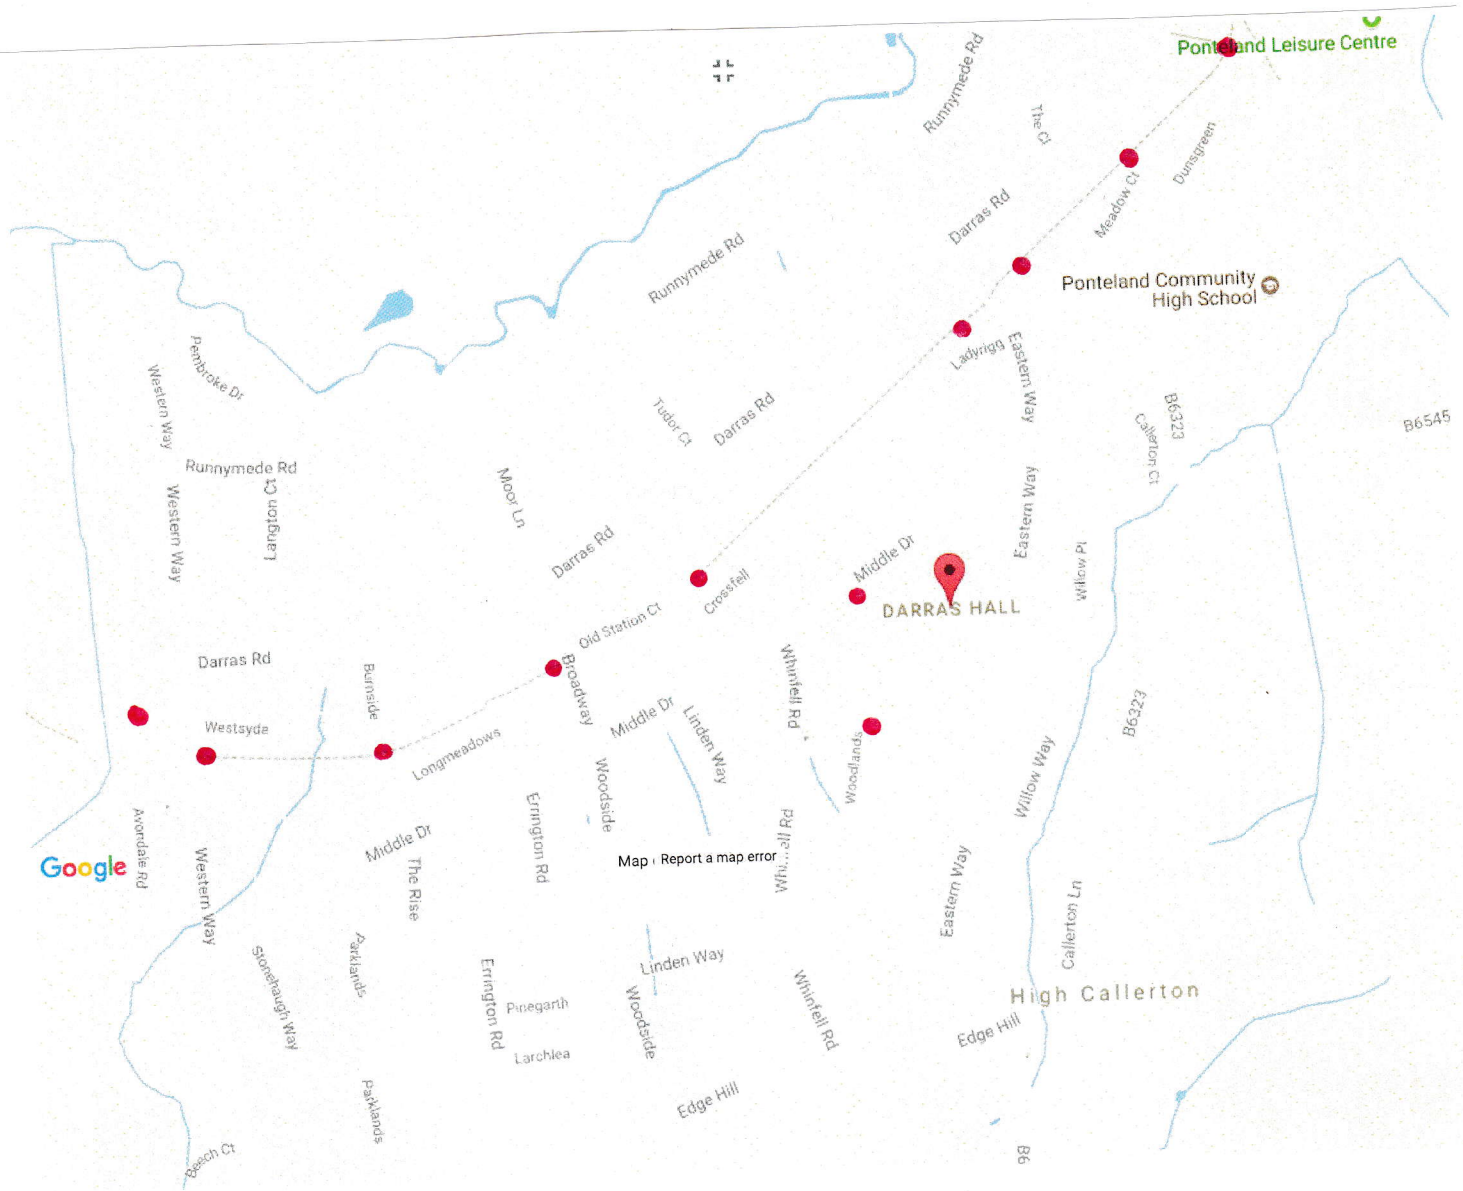 Ponteland Leisure Centre
Runnymede Rd
The Ct
Dunsgreen
Meadow Ct
Darras Rd
Runnymede Rd
Ponteland Community
High School
Pembroke Dr
Western Way
Ladyrigg
Eastern Way
Tudor Ct
Darras Rd
B6323
Callerton Ct
B6545
Runnymede Rd
Western Way
Langton Ct
Moor Ln
Eastern Way
Darras Rd
Middle Dr
Willow Pl
Crossfell
DARRAS HALL
Old Station Ct
Darras Rd
Burnside
Broadway
Whinfell Rd
Westsyde
Middle Dr
Linden Way
B6323
Longmeadows
Woodlands
Woodside
Willow Way
Errington Rd
Avondale Rd
Middle Dr
Google
Western Way
The Rise
Map
Report a map error
Eastern Way
Callerton Ln
Stonehaugh Way
Parklands
Errington Rd
Linden Way
Pinegarth
Woodside
Whinfell Rd
High Callerton
Edge Hill
Larchlea
Parklands
Edge Hill
Beech Ct
B6